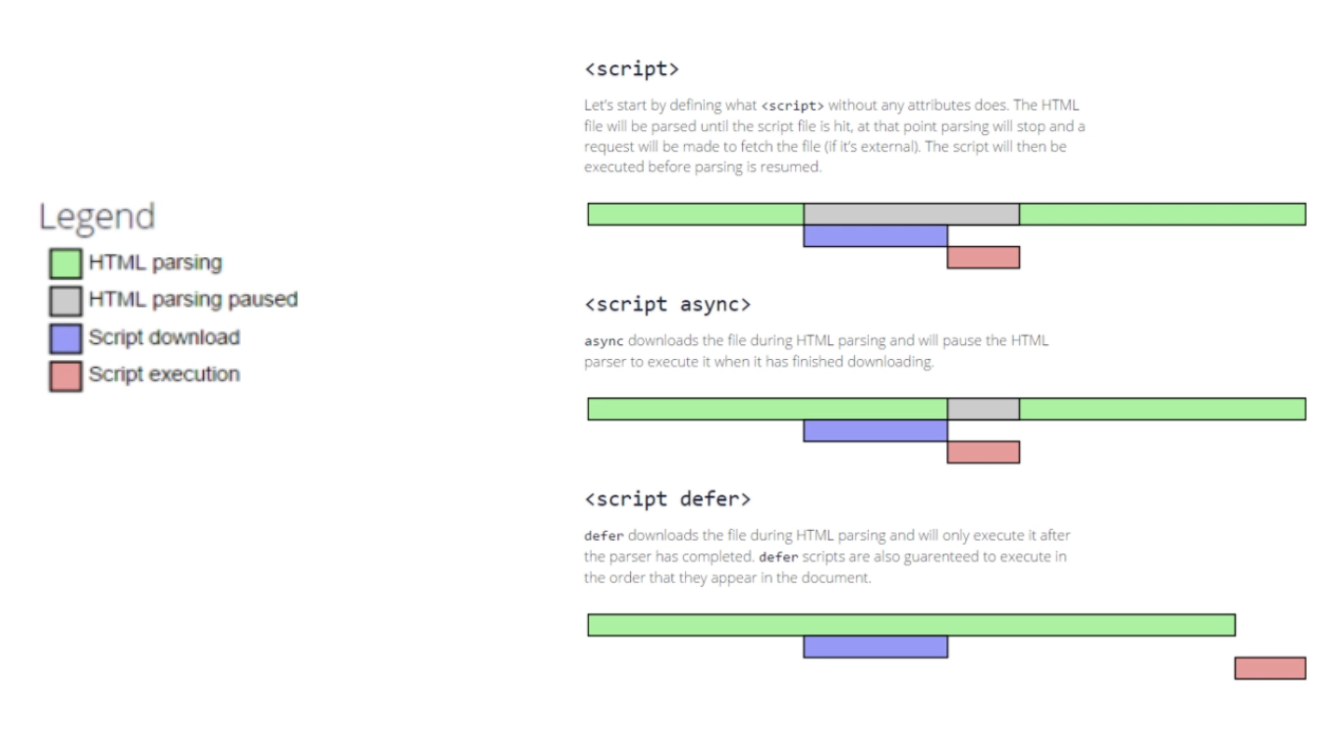 Legend
HTML parsing
HTML parsing paused
Script download
Script execution
<script>
Let's start by defining what <script> without any attributes does. The HTML
file will be parsed until the script file is hit, at that point parsing will stop and a
request will be made to fetch the file (if it's external). The script will then be
executed before parsing is resumed.
<script async>
async downloads the file during HTML parsing and will pause the HTML
parser to execute it when it has finished downloading.
<script defer>
defer downloads the file during HTML parsing and will only execute it after
the parser has completed. defer scripts are also guarenteed to execute in
the order that they appear in the document.